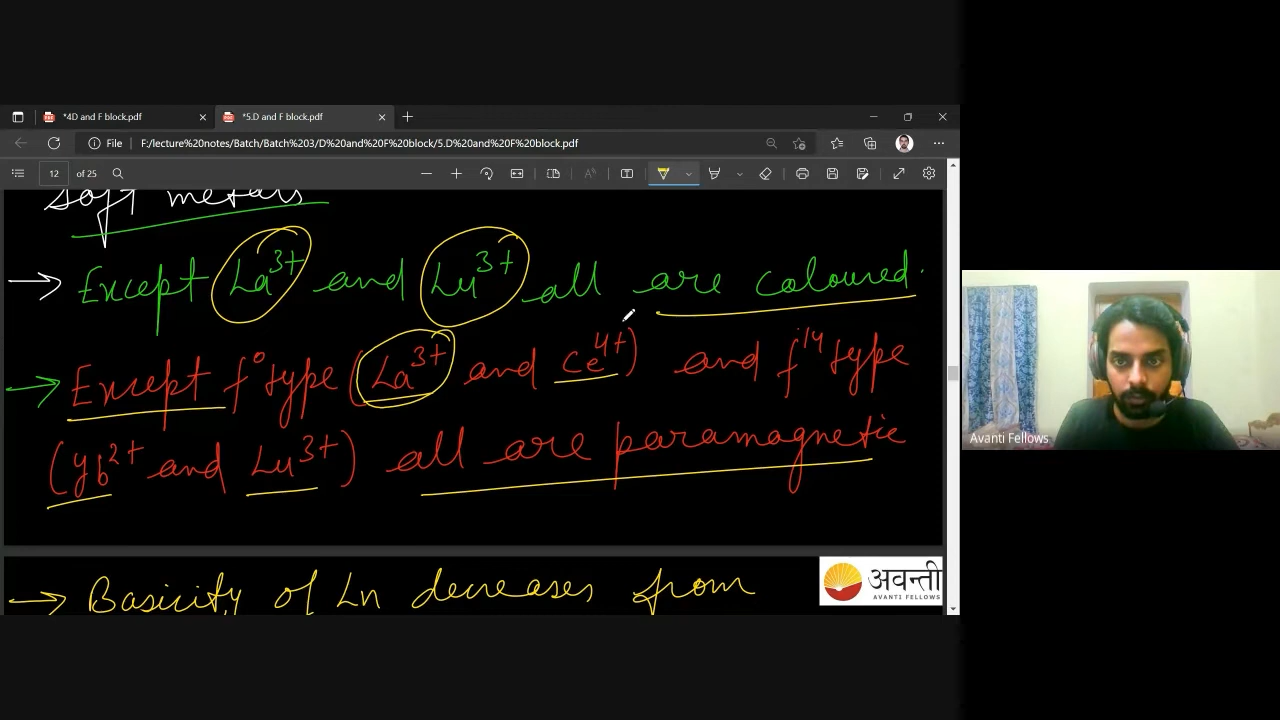 *4D and F block.pdf
*5.D and F block.pdf
File
F:/lecture%20notes/Batch/Batch%203/D%20and%20F%20block/5.D%20and%20F%20block.pdf
12 of 25
Soft metals
→ Except La³⁺ and Lu³⁺ all are coloured.
→ Except f⁰ type (La³⁺ and Ce⁴⁺) and f¹⁴ type
(yb²⁺ and Lu³⁺) all are paramagnetic
→ Basicity of Ln decreases from
अवन्ती
AVANTI FELLOWS
Avanti Fellows